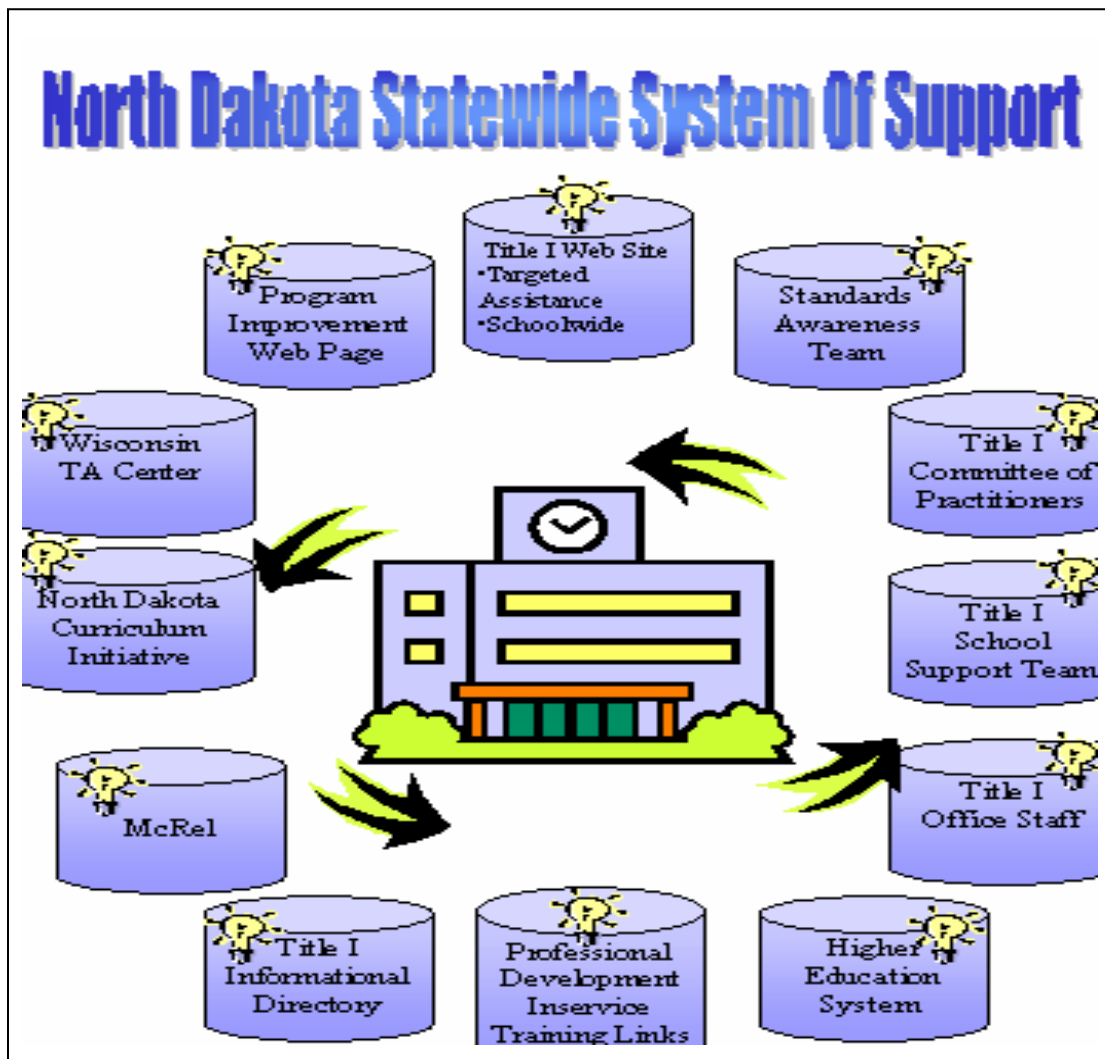 North Dakota Statewide System Of Support
Title I Web Site
•Targeted
Assistance
•Schoolwide
Program
Improvement
Web Page
Standards
Awareness
Team
Wisconsin
TA Center
Title I
Committee of
Practitioners
North Dakota
Curriculum
Initiative
Title I
School
Support Team
McRel
Title I
Office Staff
Title I
Informational
Directory
Professional
Development
Inservice
Training Links
Higher
Education
System